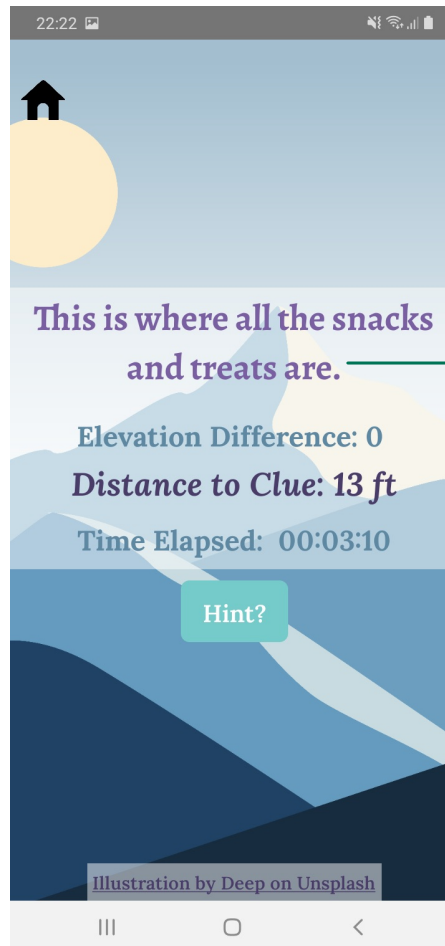 22:22
This is where all the snacks
and treats are.
Elevation Difference: 0
Distance to Clue: 13 ft
Time Elapsed: 00:03:10
Hint?
Illustration by Deep on Unsplash